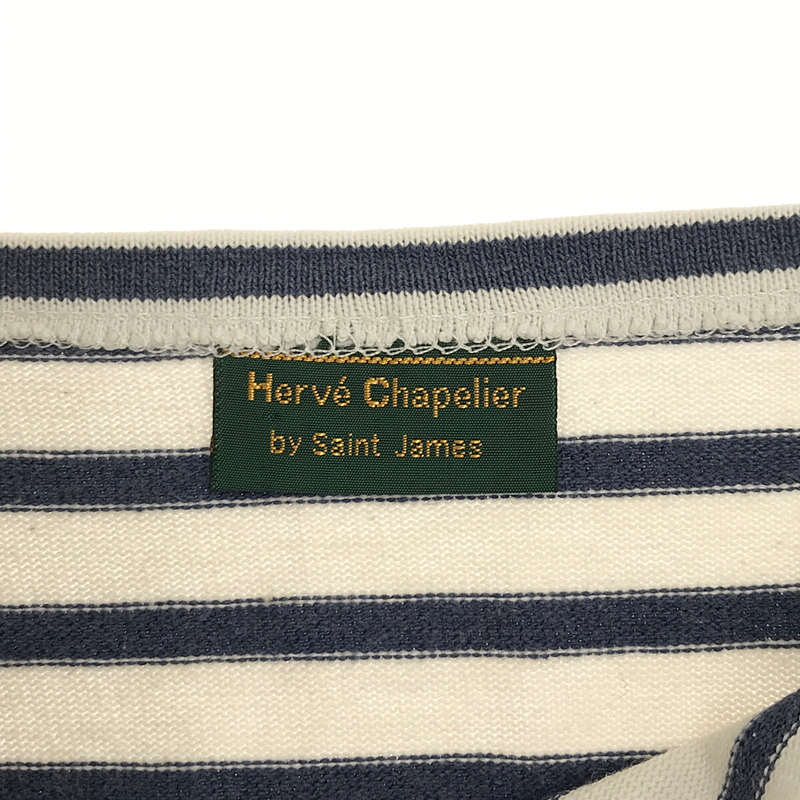 Hervé Chapelier
by Saint James